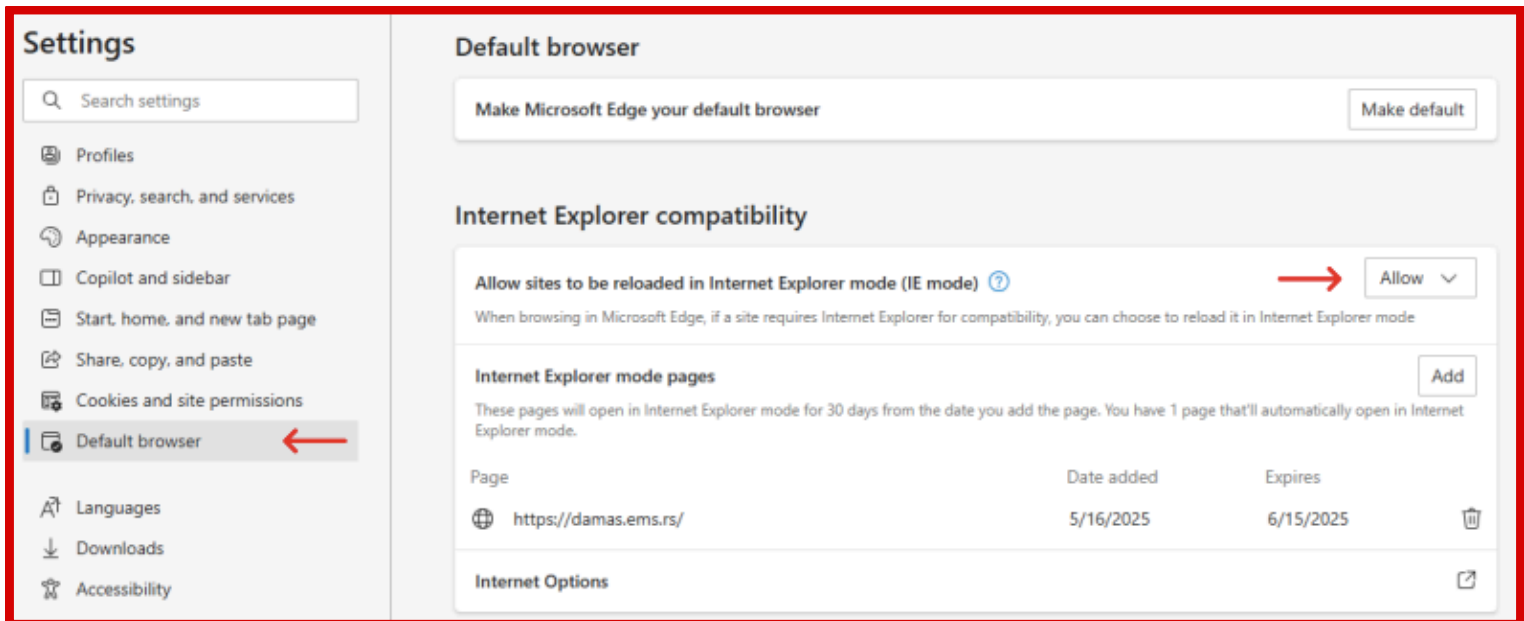 Settings
Search settings
Profiles
Privacy, search, and services
Appearance
Copilot and sidebar
Start, home, and new tab page
Share, copy, and paste
Cookies and site permissions
Default browser
Languages
Downloads
Accessibility
Default browser
Make Microsoft Edge your default browser
Make default
Internet Explorer compatibility
Allow sites to be reloaded in Internet Explorer mode (IE mode) ?
Allow
When browsing in Microsoft Edge, if a site requires Internet Explorer for compatibility, you can choose to reload it in Internet Explorer mode
Internet Explorer mode pages
Add
These pages will open in Internet Explorer mode for 30 days from the date you add the page. You have 1 page that'll automatically open in Internet
Explorer mode.
Page Date added Expires
https://damas.ems.rs/ 5/16/2025 6/15/2025
Internet Options